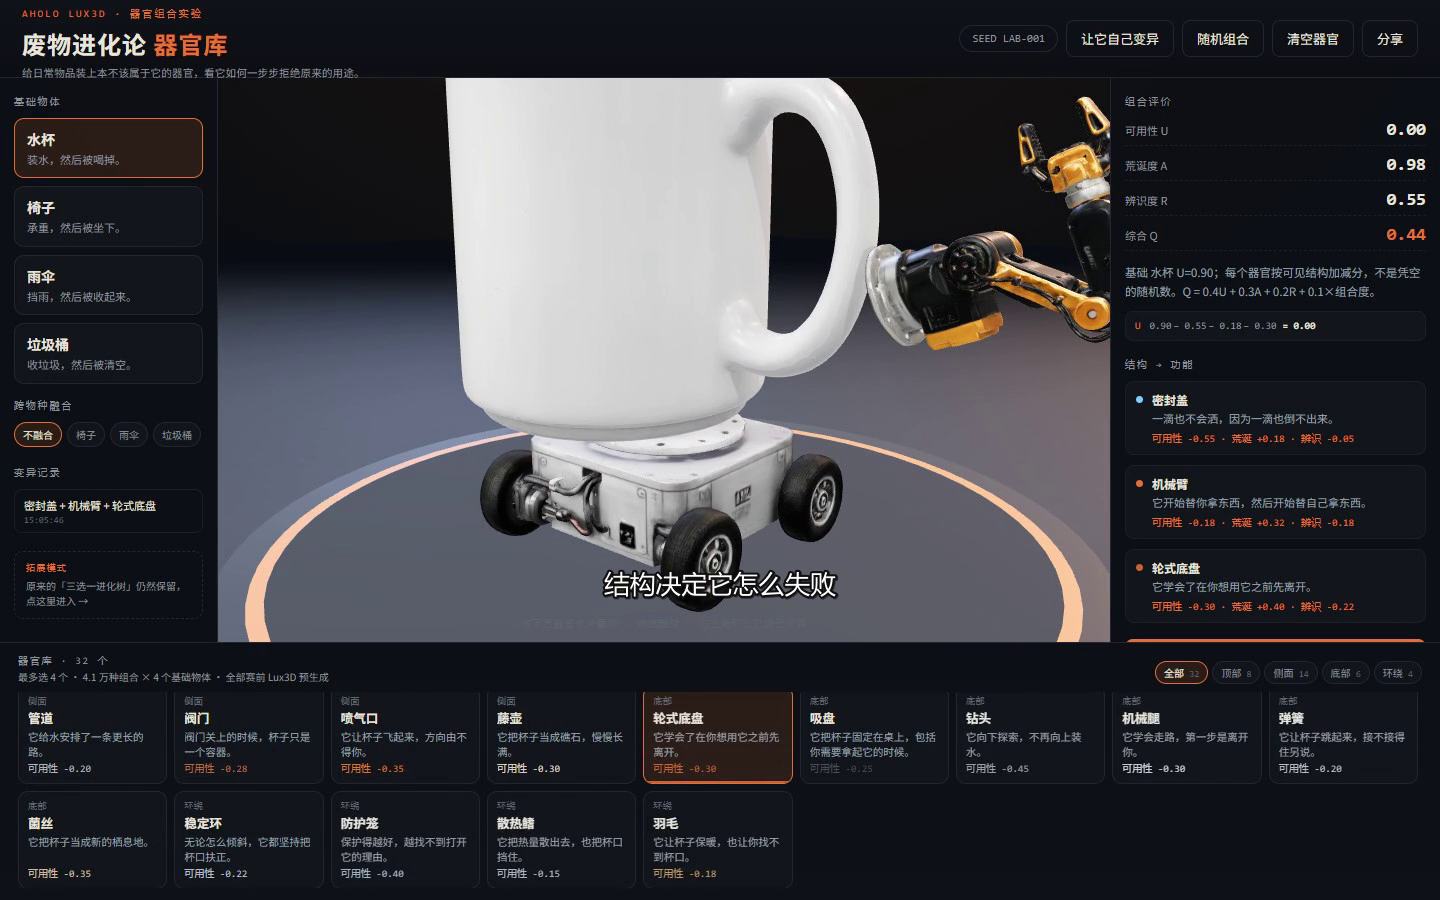 AHOLO LUX3D · 器官组合实验
废物进化论 器官库
给日常物品装上本不该属于它的器官，看它如何一步步拒绝原来的用途。
SEED LAB-001
让它自己变异
随机组合
清空器官
分享
基础物体
水杯
装水，然后被喝掉。
椅子
承重，然后被坐下。
雨伞
挡雨，然后被收起来。
垃圾桶
收垃圾，然后被清空。
跨物种融合
不融合 椅子 雨伞 垃圾桶
变异记录
密封盖+机械臂+轮式底盘
15:05:46
拓展模式
原来的「三选一进化树」仍然保留，
点这里进入 →
结构决定它怎么失败
组合评价
可用性 U 0.00
荒诞度 A 0.98
辨识度 R 0.55
综合 Q 0.44
基础 水杯 U=0.90；每个器官按可见结构加减分，不是凭空
的随机数。Q = 0.4U + 0.3A + 0.2R + 0.1×组合度。
U 0.90 − 0.55 − 0.18 − 0.30 = 0.00
结构 → 功能
密封盖
一滴也不会洒，因为一滴也倒不出来。
可用性 -0.55 · 荒诞 +0.18 · 辨识 -0.05
机械臂
它开始替你拿东西，然后开始替自己拿东西。
可用性 -0.18 · 荒诞 +0.32 · 辨识 -0.18
轮式底盘
它学会了在你想用它之前先离开。
可用性 -0.30 · 荒诞 +0.40 · 辨识 -0.22
器官库 · 32 个
最多选 4 个 · 4.1 万种组合 × 4 个基础物体 · 全部赛前 Lux3D 预生成
全部 32 顶部 8 侧面 14 底部 6 环绕 4
侧面
管道
它给水安排了一条更长的
路。
可用性 -0.20
侧面
阀门
阀门关上的时候，杯子只是
一个容器。
可用性 -0.28
侧面
喷气口
它让杯子飞起来，方向由不
得你。
可用性 -0.35
侧面
藤壶
它把杯子当成礁石，慢慢长
满。
可用性 -0.30
底部
轮式底盘
它学会了在你想用它之前先
离开。
可用性 -0.30
底部
吸盘
它把杯子固定在桌上，包括
你需要拿起它的时候。
可用性 -0.25
底部
钻头
它向下探索，不再向上装
水。
可用性 -0.45
底部
机械腿
它学会走路，第一步是离开
你。
可用性 -0.30
底部
弹簧
它让杯子跳起来，接不接得
住另说。
可用性 -0.20
底部
菌丝
它把杯子当成新的栖息地。
可用性 -0.35
环绕
稳定环
无论怎么倾斜，它都坚持把
杯口扶正。
可用性 -0.22
环绕
防护笼
保护得越好，越找不到打开
它的理由。
可用性 -0.40
环绕
散热鳍
它把热量散出去，也把杯口
挡住。
可用性 -0.15
环绕
羽毛
它让杯子保暖，也让你找不
到杯口。
可用性 -0.18